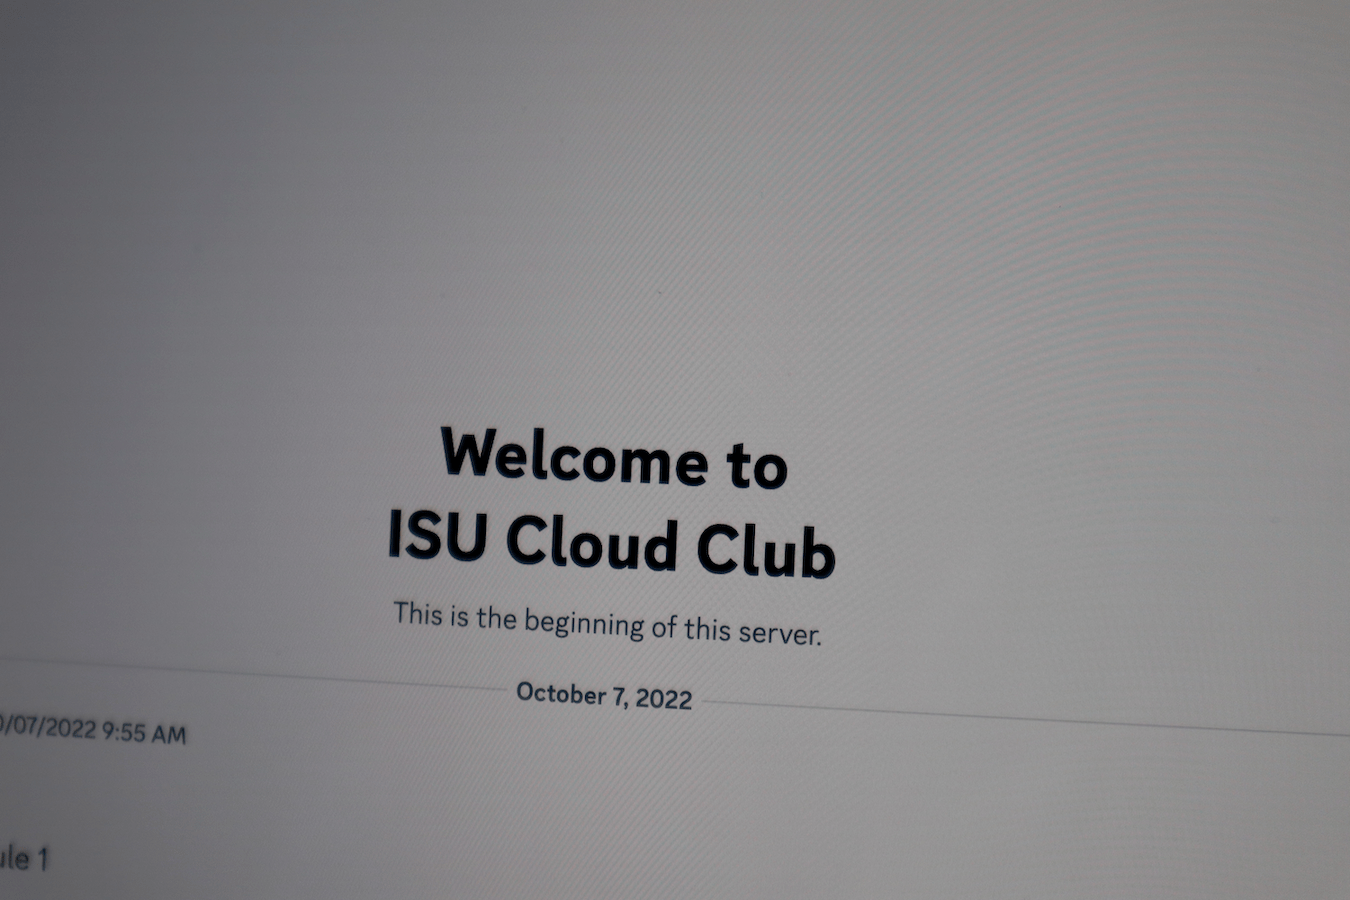 Welcome to
ISU Cloud Club
This is the beginning of this server.
October 7, 2022
/07/2022 9:55 AM
ule 1